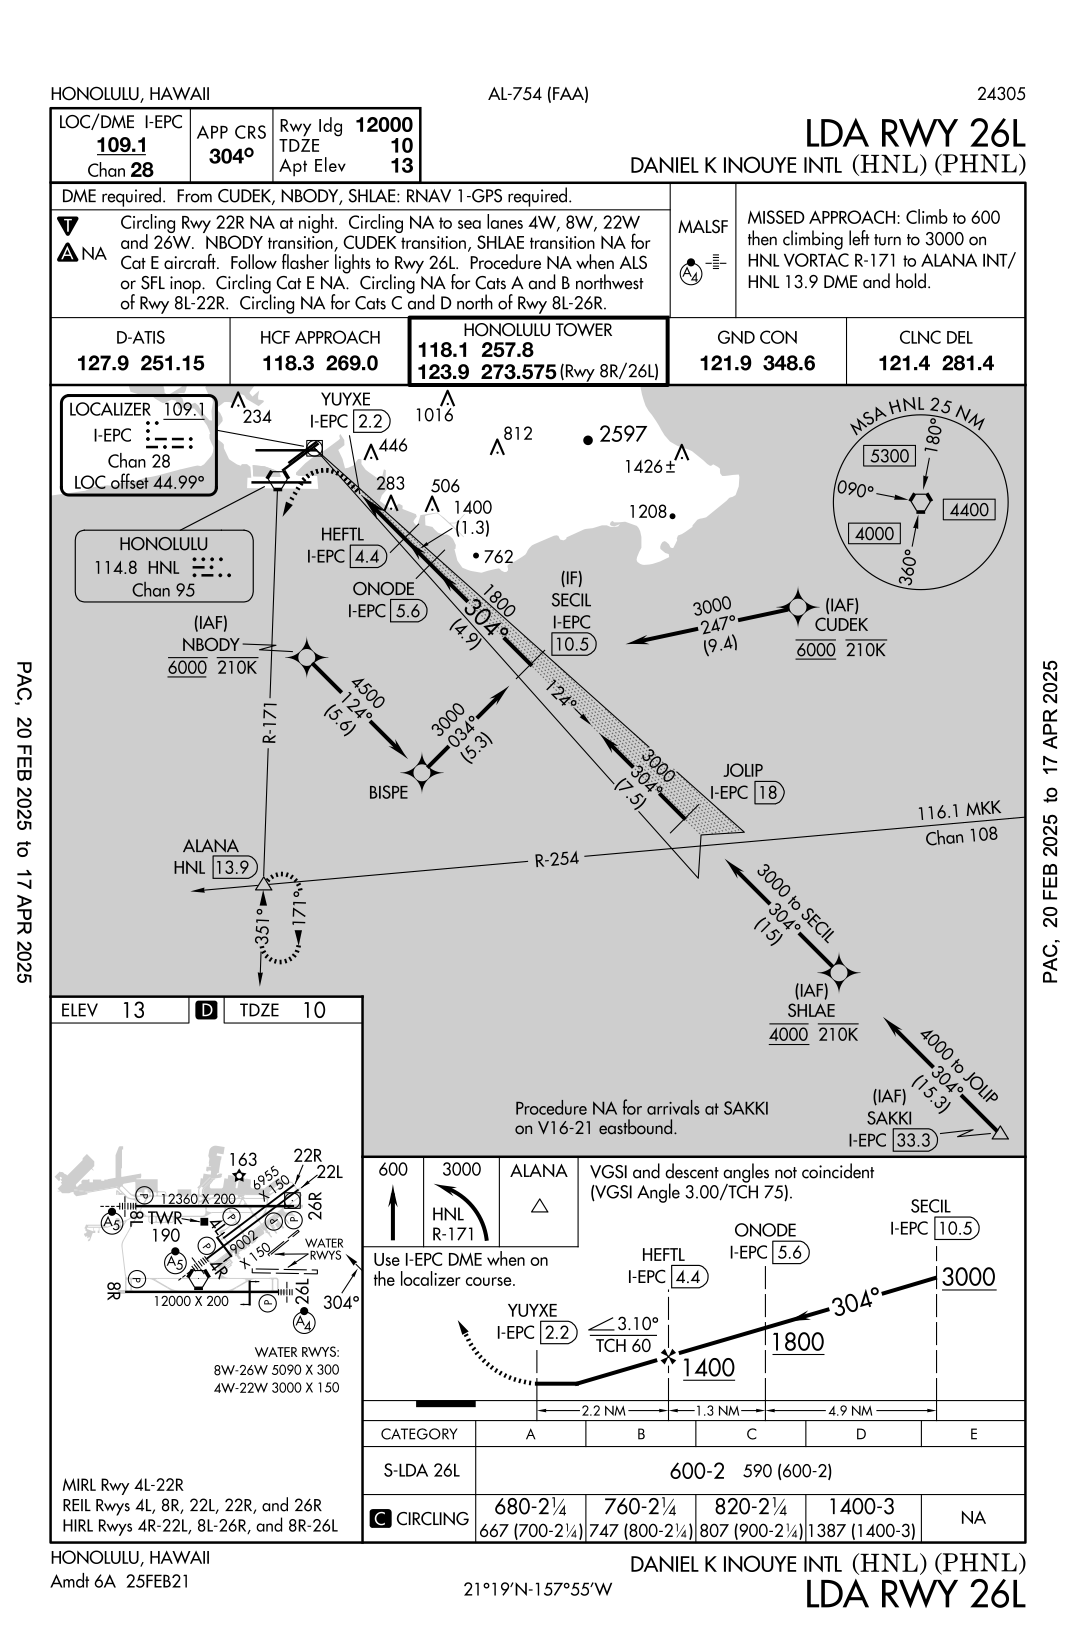 HONOLULU, HAWAII
AL-754 (FAA)
24305
LOC/DME I-EPC
109.1
Chan 28
APP CRS
304°
Rwy Idg 12000
TDZE 10
Apt Elev 13
LDA RWY 26L
DANIEL K INOUYE INTL (HNL) (PHNL)
DME required. From CUDEK, NBODY, SHLAE: RNAV 1-GPS required.
T
A NA
Circling Rwy 22R NA at night. Circling NA to sea lanes 4W, 8W, 22W
and 26W. NBODY transition, CUDEK transition, SHLAE transition NA for
Cat E aircraft. Follow flasher lights to Rwy 26L. Procedure NA when ALS
or SFL inop. Circling Cat E NA. Circling NA for Cats A and B northwest
of Rwy 8L-22R. Circling NA for Cats C and D north of Rwy 8L-26R.
MALSF
A4
MISSED APPROACH: Climb to 600
then climbing left turn to 3000 on
HNL VORTAC R-171 to ALANA INT/
HNL 13.9 DME and hold.
D-ATIS
127.9 251.15
HCF APPROACH
118.3 269.0
HONOLULU TOWER
118.1 257.8
123.9 273.575 (Rwy 8R/26L)
GND CON
121.9 348.6
CLNC DEL
121.4 281.4
LOCALIZER 109.1
I-EPC
Chan 28
LOC offset 44.99°
234
YUYXE
I-EPC 2.2
1016
446
812
2597
1426±
283
506
1400
(1.3)
1208
762
MSA HNL 25 NM
180°
5300
090°
4400
4000
360°
HONOLULU
114.8 HNL
Chan 95
HEFTL
I-EPC 4.4
ONODE
I-EPC 5.6
1800
304°
(4.9)
(IF)
SECIL
I-EPC
10.5
3000
247°
(9.4)
(IAF)
CUDEK
6000 210K
(IAF)
NBODY
6000 210K
4500
124°
(5.6)
R-171
3000
034°
(5.3)
BISPE
124°
3000
304°
(7.5)
JOLIP
I-EPC 18
116.1 MKK
Chan 108
R-254
ALANA
HNL 13.9
351°
171°
3000 to SECIL
304°
(15)
(IAF)
SHLAE
4000 210K
4000 to JOLIP
304°
(15.3)
(IAF)
SAKKI
I-EPC 33.3
Procedure NA for arrivals at SAKKI
on V16-21 eastbound.
PAC, 20 FEB 2025 to 17 APR 2025
PAC, 20 FEB 2025 to 17 APR 2025
ELEV 13
D
TDZE 10
163
22R
22L
6955
X 150
12360 X 200
P
26R
A5
8L
TWR
190
4L
P
P
P
P
9002
X 150
WATER
RWYS
A5
4R
P
8R
12000 X 200
P
26L
304°
A4
WATER RWYS:
8W-26W 5090 X 300
4W-22W 3000 X 150
MIRL Rwy 4L-22R
REIL Rwys 4L, 8R, 22L, 22R, and 26R
HIRL Rwys 4R-22L, 8L-26R, and 8R-26L
600
3000
HNL
R-171
ALANA
VGSI and descent angles not coincident
(VGSI Angle 3.00/TCH 75).
Use I-EPC DME when on
the localizer course.
SECIL
I-EPC 10.5
ONODE
I-EPC 5.6
HEFTL
I-EPC 4.4
YUYXE
I-EPC 2.2
3.10°
TCH 60
304°
3000
1800
1400
2.2 NM
1.3 NM
4.9 NM
CATEGORY A B C D E
S-LDA 26L 600-2 590 (600-2)
C CIRCLING
680-2¼
667 (700-2¼)
760-2¼
747 (800-2¼)
820-2¼
807 (900-2¼)
1400-3
1387 (1400-3)
NA
HONOLULU, HAWAII
Amdt 6A 25FEB21
21°19'N-157°55'W
DANIEL K INOUYE INTL (HNL) (PHNL)
LDA RWY 26L